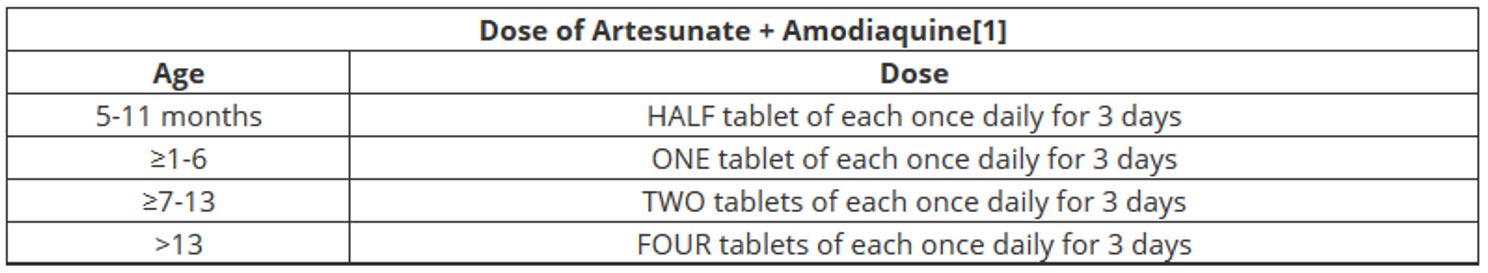 Dose of Artesunate + Amodiaquine[1]
Age Dose
5-11 months HALF tablet of each once daily for 3 days
≥1-6 ONE tablet of each once daily for 3 days
≥7-13 TWO tablets of each once daily for 3 days
>13 FOUR tablets of each once daily for 3 days